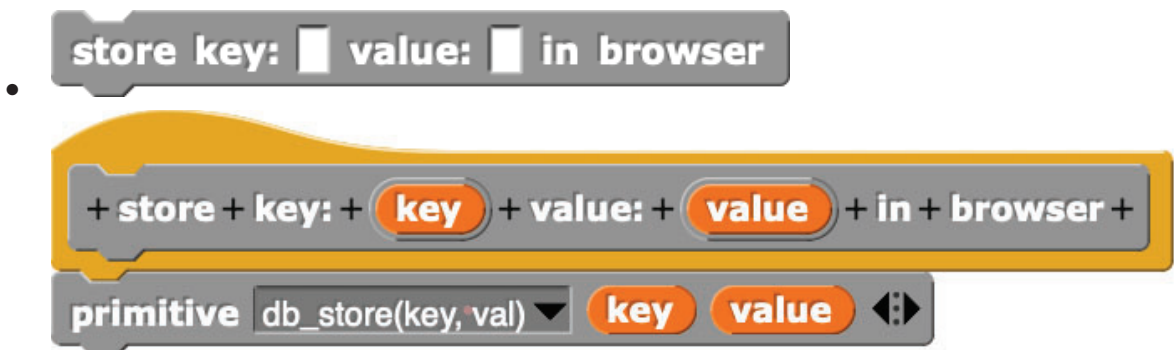 store key: value: in browser
+ store + key: + key + value: + value + in + browser +
primitive db_store(key, val) key value